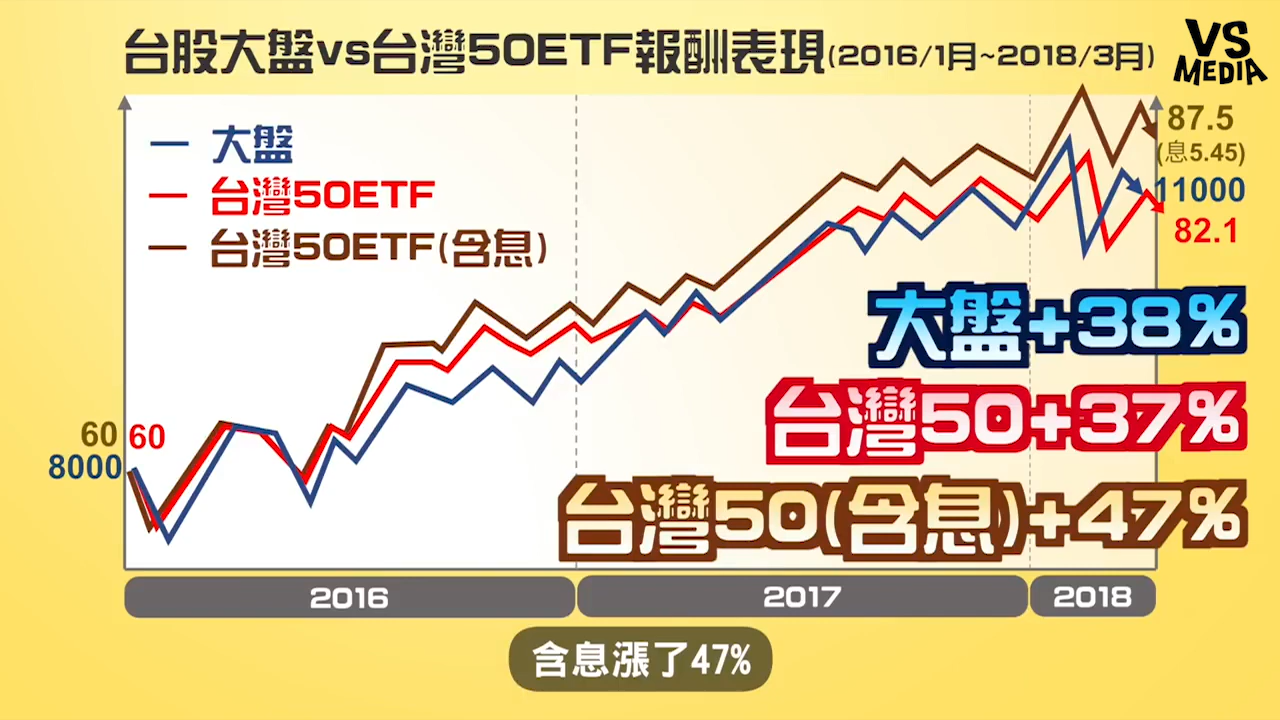 台股大盤vs台灣50ETF報酬表現(2016/1月~2018/3月)
VS
MEDIA
大盤
台灣50ETF
台灣50ETF(含息)
87.5
(息5.45)
11000
82.1
大盤+38%
台灣50+37%
台灣50(含息)+47%
60 60
8000
2016 2017 2018
含息漲了47%